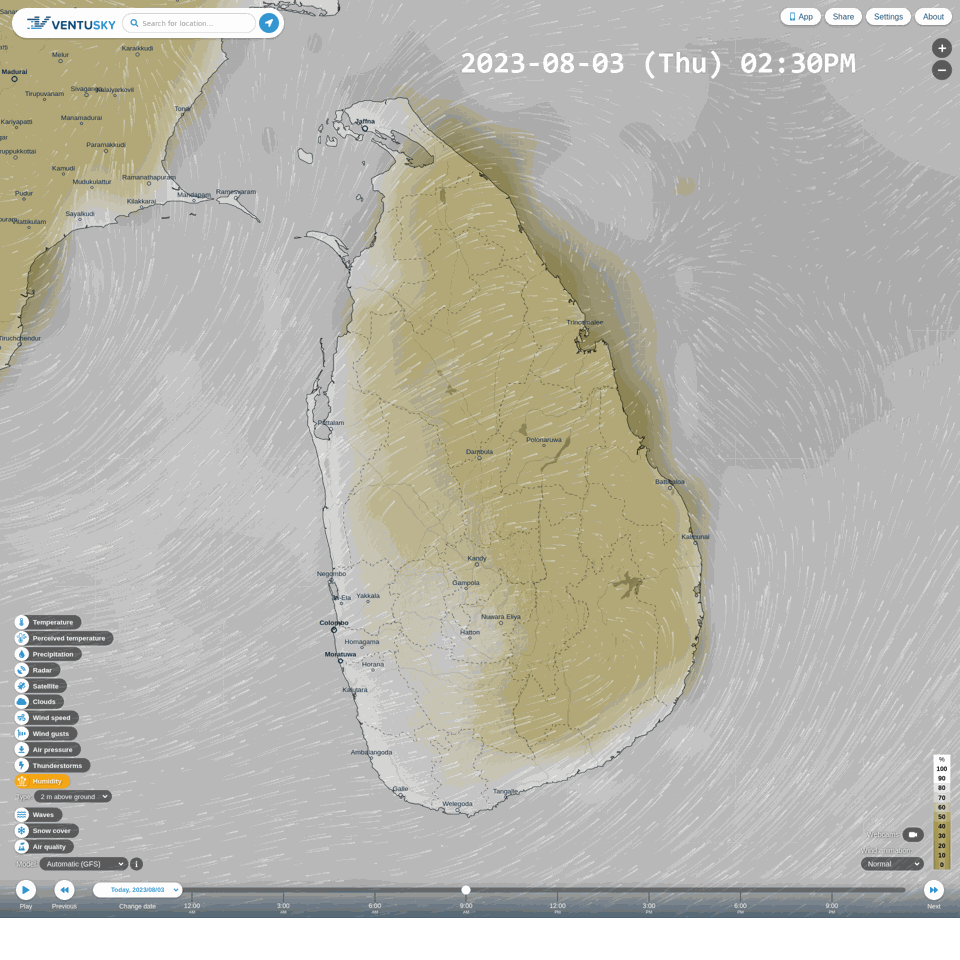 VENTUSKY
Search for location...
App
Share
Settings
About
2023-08-03 (Thu) 02:30PM
+
−
Karaikkudi
Melur
Madurai
Tirupuvanam
Tondi
Manamadurai
Kariyapatti
Paramakkudi
ruppukkottai
Kamudi
Mudukulattur
Ramanathapuram
Mandapam
Rameswaram
Pudur
Kilakkarai
Sayalkudi
Vilattikulam
Tiruchchendur
Jaffna
Trincomalee
Puttalam
Polonaruwa
Dambola
Batticaloa
Kalmunai
Kandy
Negombo
Gampola
Ja-Ela
Yakkala
Nuwara Eliya
Colombo
Hatton
Homagama
Moratuwa
Horana
Kalutara
Ambalangoda
Galle
Tangalle
Welegoda
Temperature
Perceived temperature
Precipitation
Radar
Satellite
Clouds
Wind speed
Wind gusts
Air pressure
Thunderstorms
Humidity
Type
2 m above ground
Waves
Snow cover
Air quality
Model
Automatic (GFS)
i
%
100
90
80
70
60
50
40
30
20
10
0
Webcams
Wind animation
Normal
Play
Previous
Today, 2023/08/03
Change date
12:00
AM
3:00
AM
6:00
AM
9:00
AM
12:00
PM
3:00
PM
6:00
PM
9:00
PM
Next